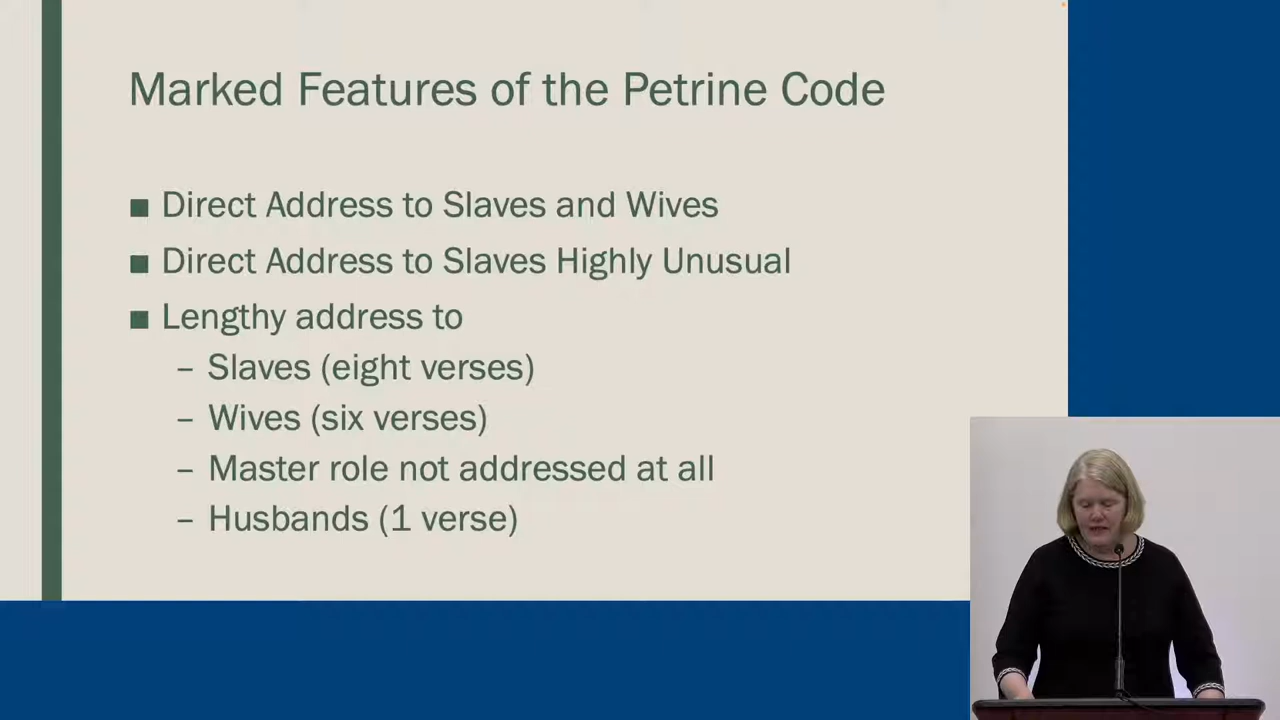 Marked Features of the Petrine Code
■ Direct Address to Slaves and Wives
■ Direct Address to Slaves Highly Unusual
■ Lengthy address to
– Slaves (eight verses)
– Wives (six verses)
– Master role not addressed at all
– Husbands (1 verse)